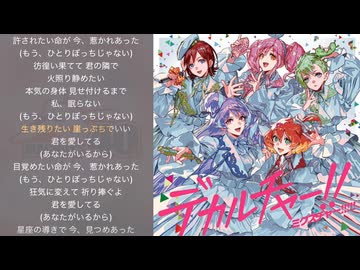 許されたい命が 今、惹かれあった
(もう、ひとりぼっちじゃない)
彷徨い果てて 君の隣で
火照り静めたい
本気の身体 見せ付けるまで
私、眠らない
(もう、ひとりぼっちじゃない)
生き残りたい 崖っぷちでいい
君を愛してる
(あなたがいるから)
目覚めたい命が 今、惹かれあった
(もう、ひとりぼっちじゃない)
狂気に変えて 祈り捧ぐよ
君を愛してる
(あなたがいるから)
星座の導きで 今、見つめあった
デカルチャー!!